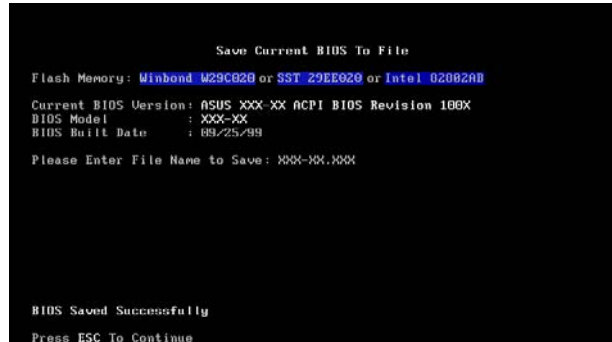 Save Current BIOS To File
Flash Memory: Winbond W29C020 or SST 29EE020 or Intel 82802AB
Current BIOS Version: ASUS XXX-XX ACPI BIOS Revision 100X
BIOS Model : XXX-XX
BIOS Built Date : 09/25/99
Please Enter File Name to Save: XXX-XX.XXX
BIOS Saved Successfully
Press ESC To Continue